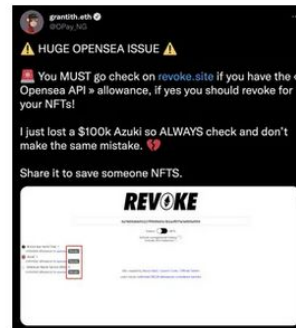 grantith.eth
@OPay_NG
⚠ HUGE OPENSEA ISSUE ⚠
🚨 You MUST go check on revoke.site if you have the «
Opensea API » allowance, if yes you should revoke for
your NFTs!
I just lost a $100k Azuki so ALWAYS check and don't
make the same mistake. 💔
Share it to save someone NFTS.
REVOKE